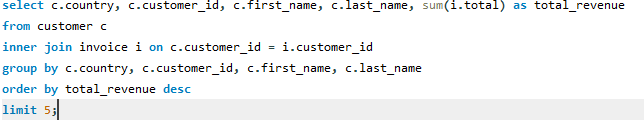 select c.country, c.customer_id, c.first_name, c.last_name, sum(i.total) as total_revenue
from customer c
inner join invoice i on c.customer_id = i.customer_id
group by c.country, c.customer_id, c.first_name, c.last_name
order by total_revenue desc
limit 5;